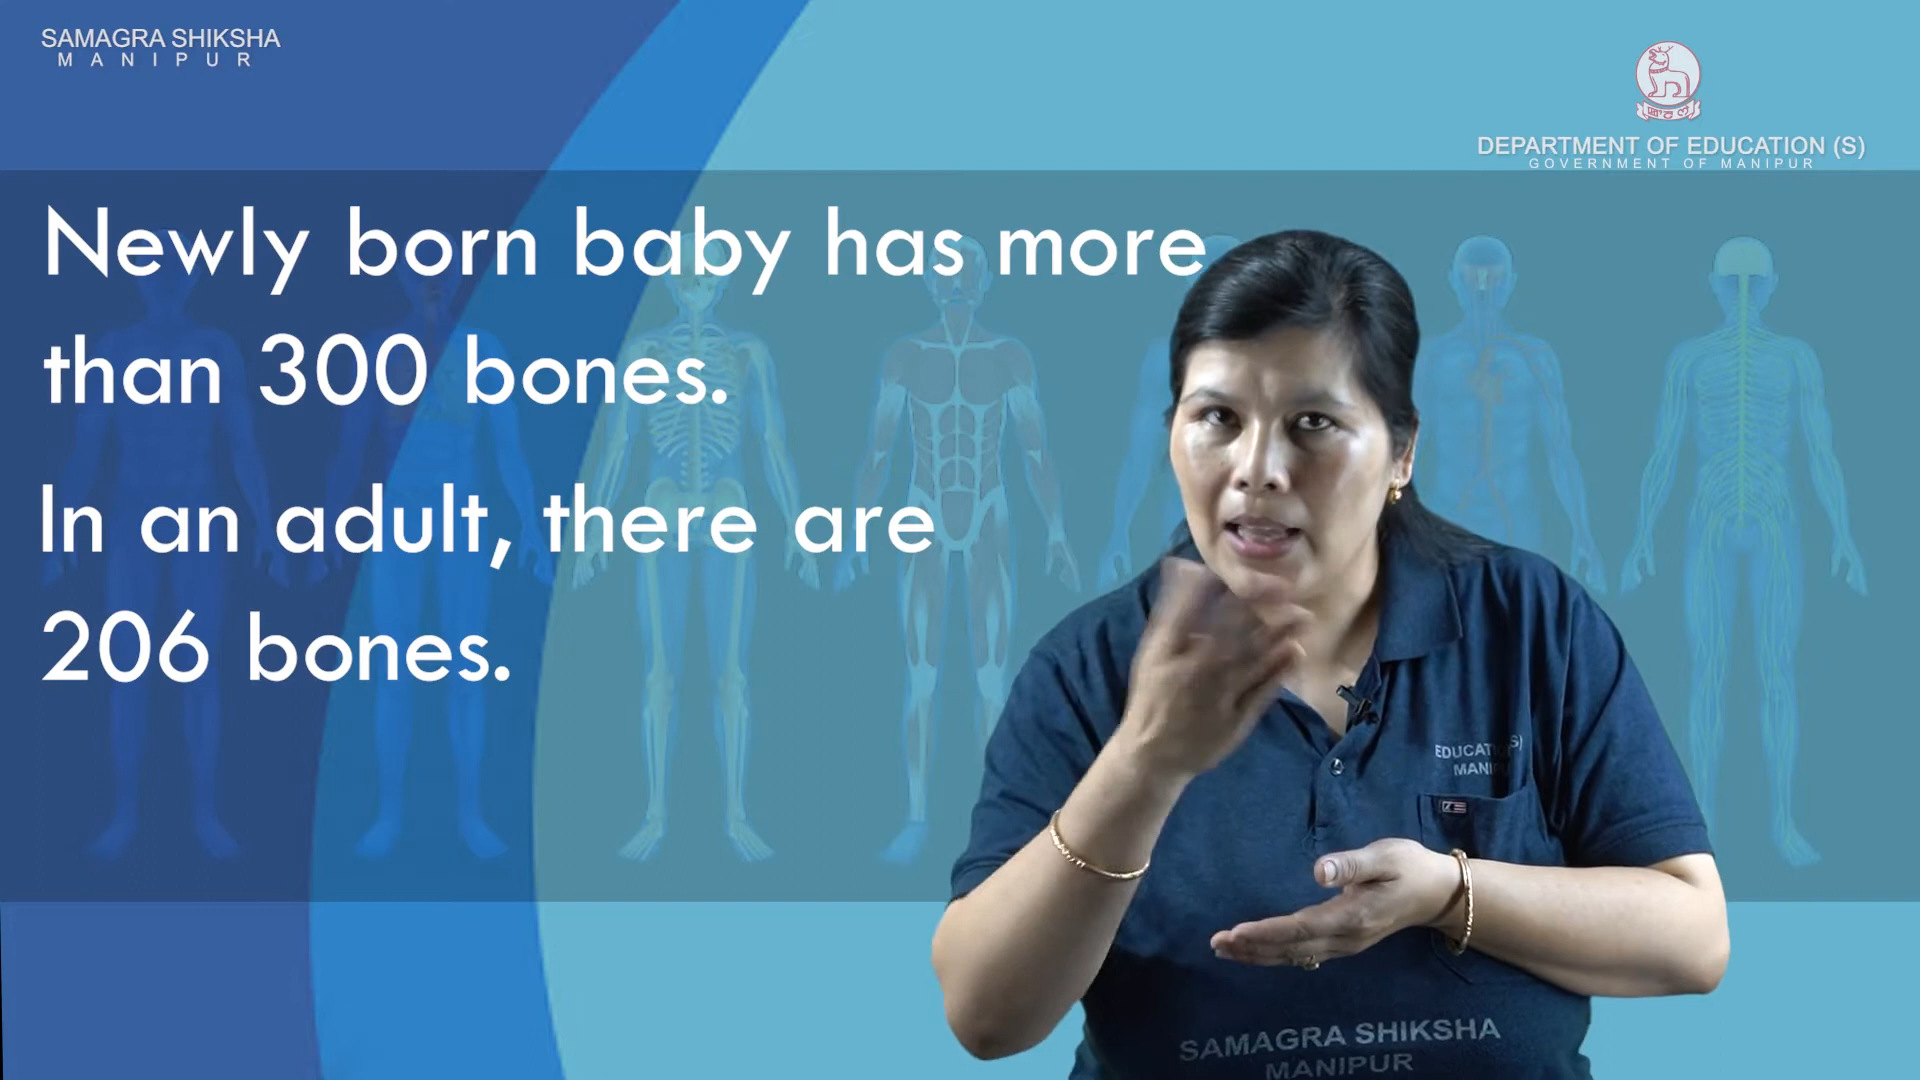 SAMAGRA SHIKSHA
MANIPUR
DEPARTMENT OF EDUCATION (S)
GOVERNMENT OF MANIPUR
Newly born baby has more
than 300 bones.
In an adult, there are
206 bones.
MANIPUR
SAMAGRA SHIKSHA
MANIPUR